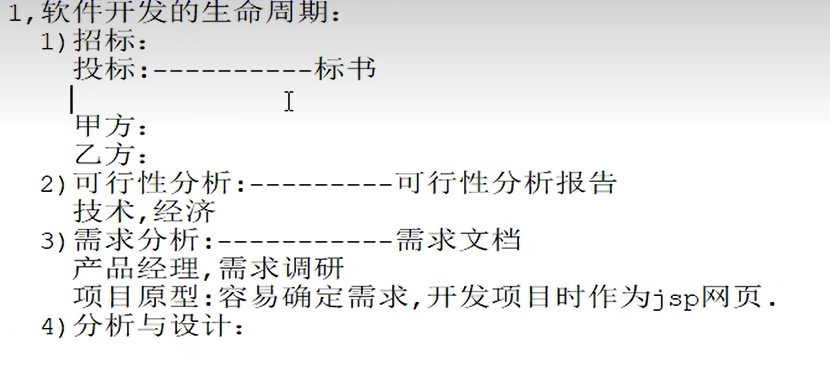 1,软件开发的生命周期:
1)招标:
投标:----------标书
甲方:
乙方:
2)可行性分析:---------可行性分析报告
技术,经济
3)需求分析:-----------需求文档
产品经理,需求调研
项目原型:容易确定需求,开发项目时作为jsp网页.
4)分析与设计: